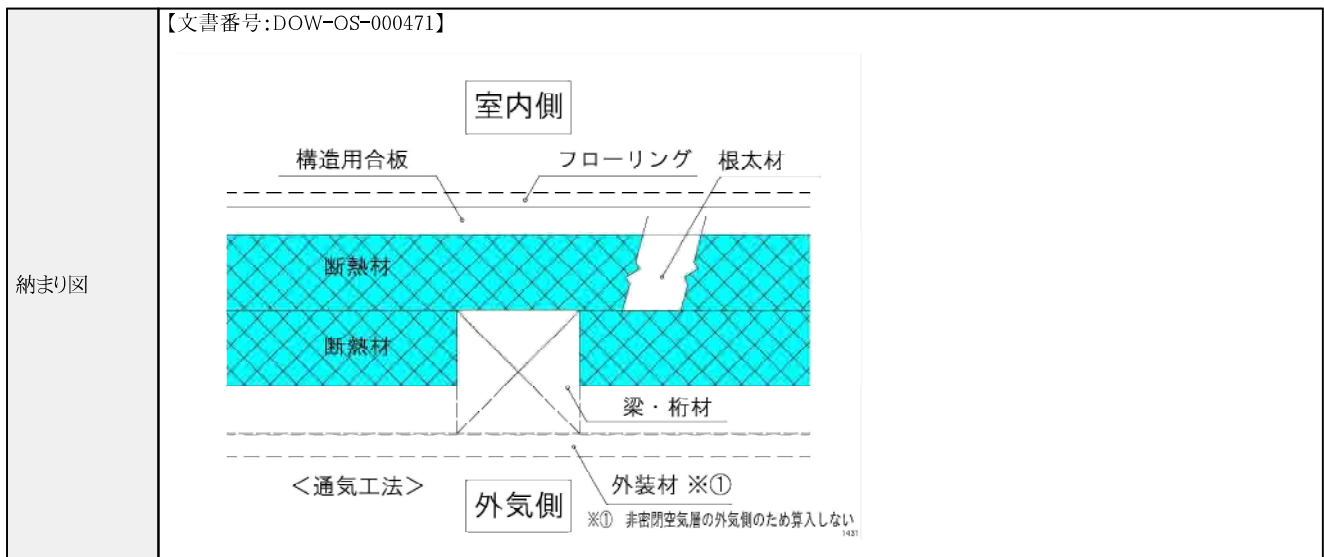 【文書番号:DOW-OS-000471】
室内側
構造用合板
フローリング
根太材
断熱材
納まり図
断熱材
梁・桁材
<通気工法>
外気側
外装材 ※①
※① 非密閉空気層の外気側のため算入しない
1431